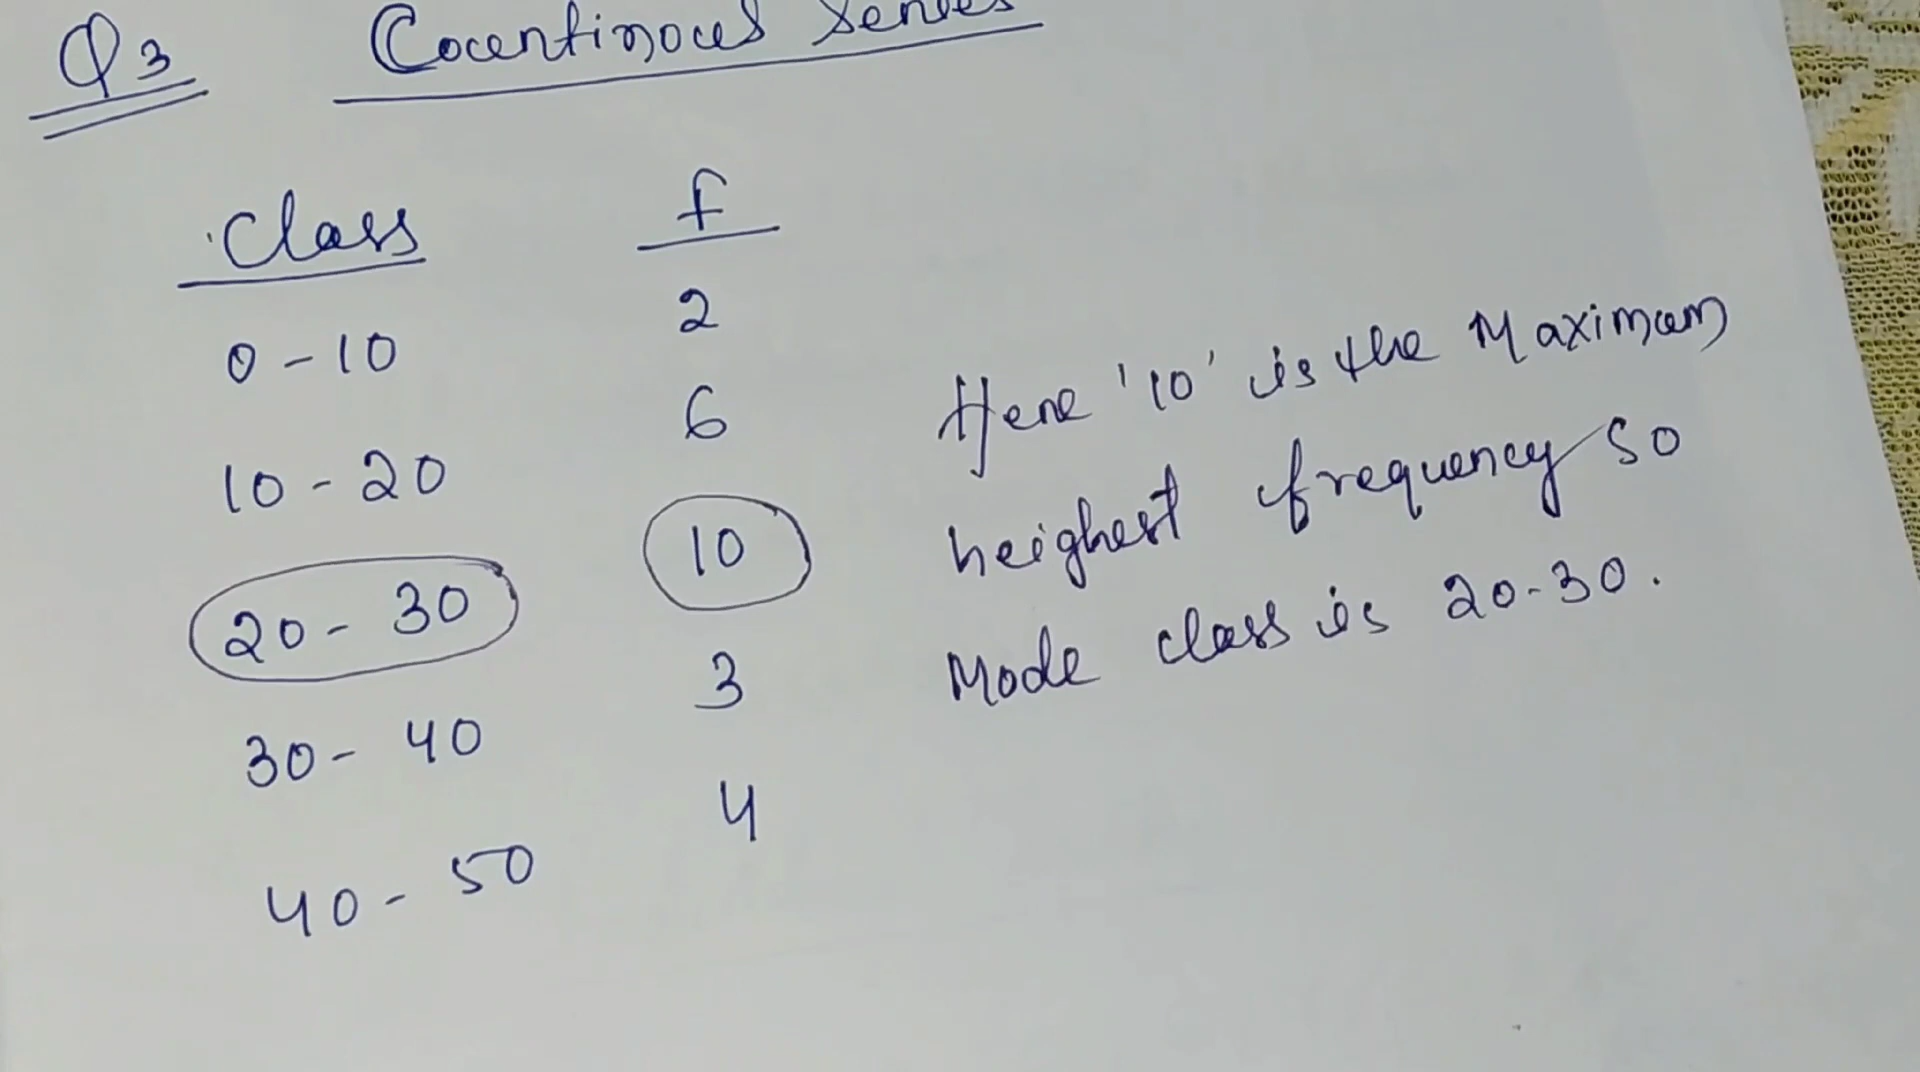 Q3 Cocentinoous Series
Class f
0-10 2
10-20 6
20-30 10
30-40 3
40-50 4
Here '10' is the Maximum
heighest frequency so
Mode class is 20-30.